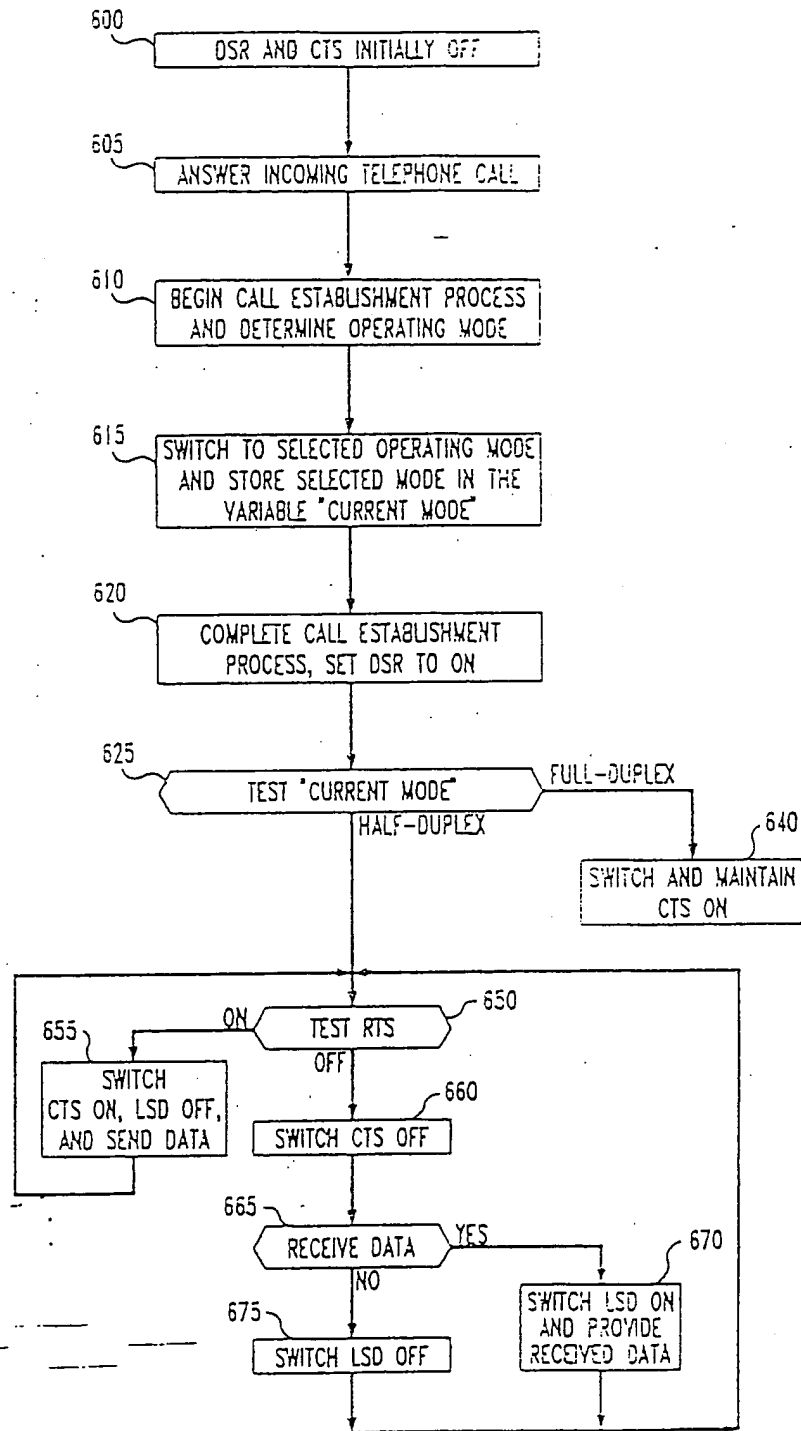 600
DSR AND CTS INITIALLY OFF
605
ANSWER INCOMING TELEPHONE CALL
610
BEGIN CALL ESTABLISHMENT PROCESS
AND DETERMINE OPERATING MODE
615
SWITCH TO SELECTED OPERATING MODE
AND STORE SELECTED MODE IN THE
VARIABLE "CURRENT MODE"
620
COMPLETE CALL ESTABLISHMENT
PROCESS, SET DSR TO ON
625
TEST "CURRENT MODE"
FULL-DUPLEX
HALF-DUPLEX
640
SWITCH AND MAINTAIN
CTS ON
650
TEST RTS
ON
OFF
655
SWITCH
CTS ON, LSD OFF,
AND SEND DATA
660
SWITCH CTS OFF
665
RECEIVE DATA
YES
NO
670
SWITCH LSD ON
AND PROVIDE
RECEIVED DATA
675
SWITCH LSD OFF